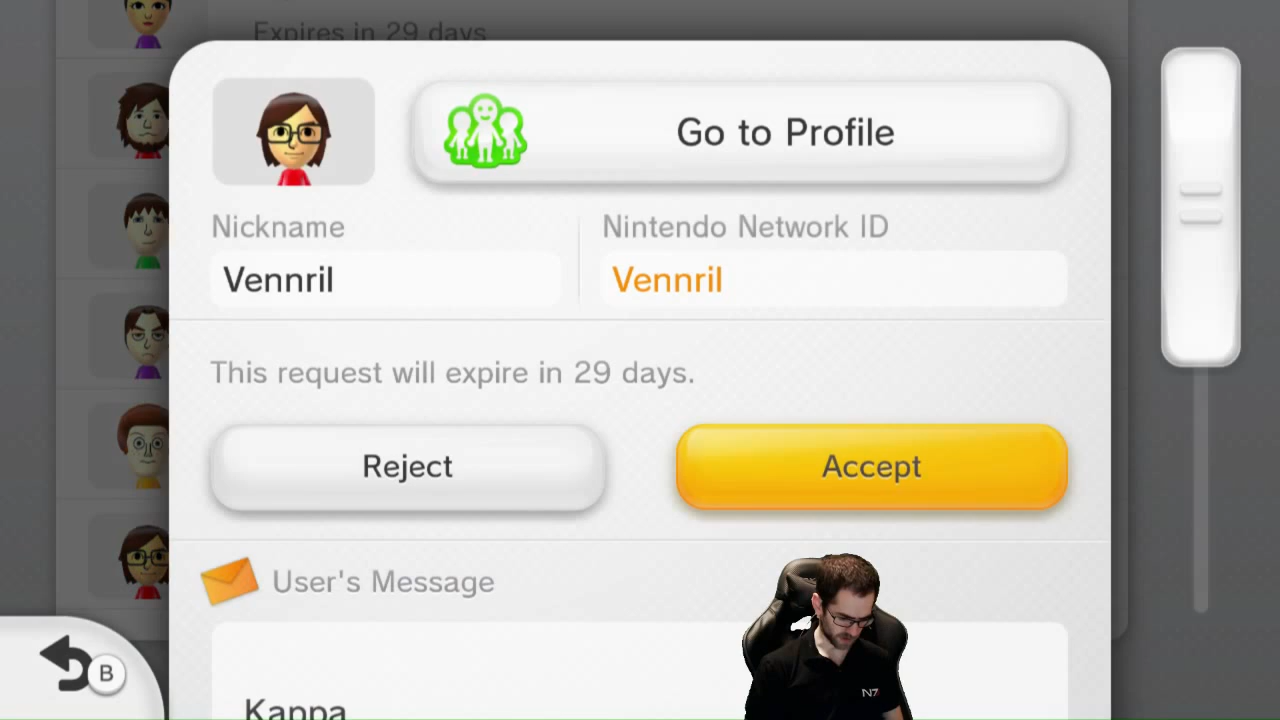 Expires in 29 days
Go to Profile
Nickname
Nintendo Network ID
Vennril
Vennril
This request will expire in 29 days.
Reject
Accept
User's Message
N7
B
Kappa